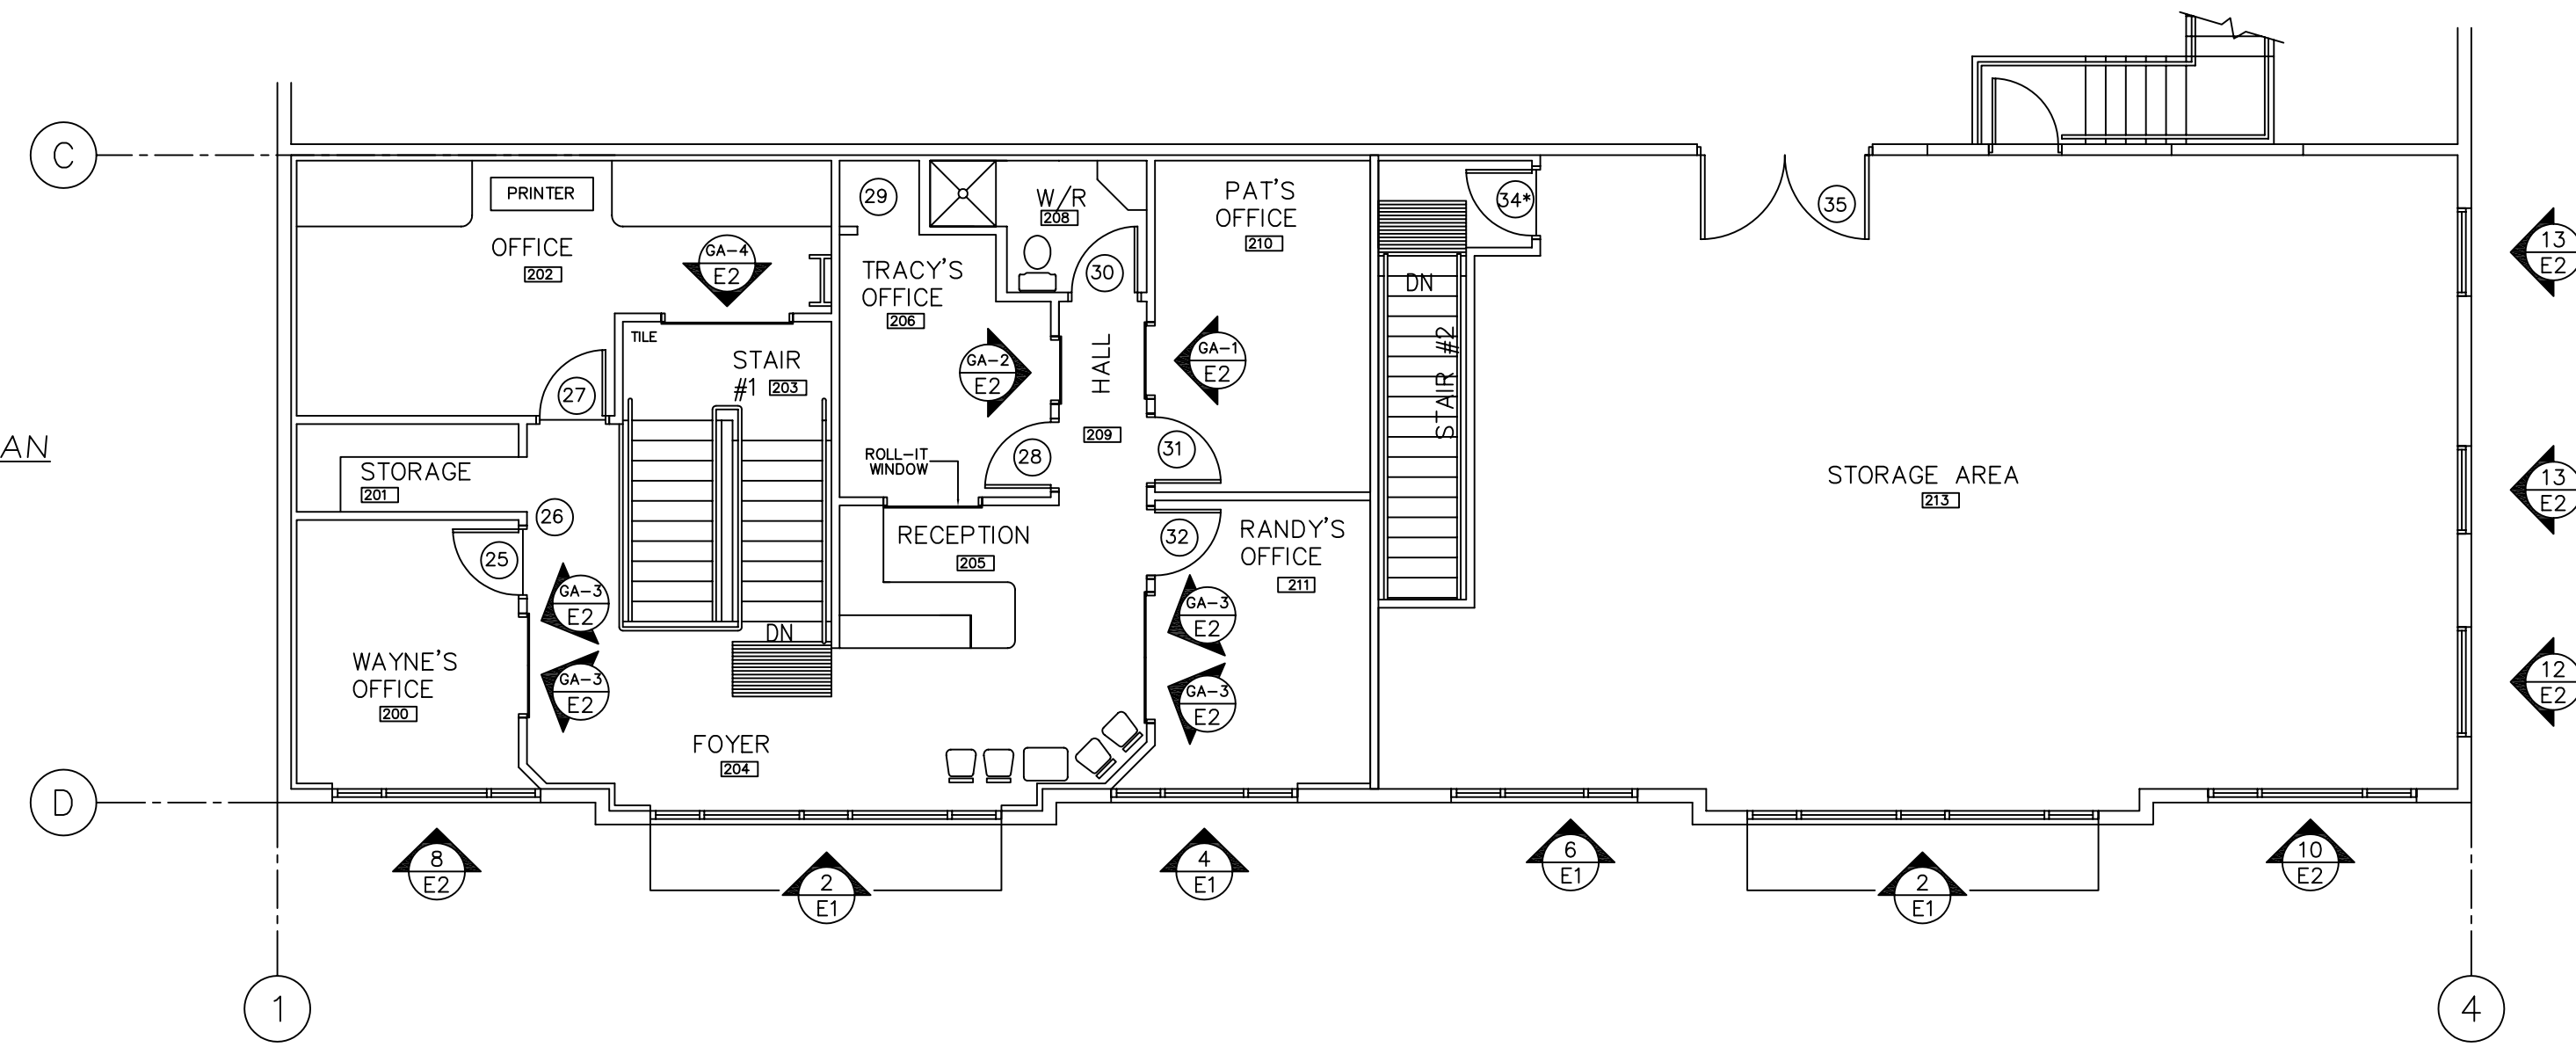 C
PRINTER
OFFICE
202
GA-4
E2
29
W/R
208
PAT'S
OFFICE
210
34*
35
13
E2
TRACY'S
OFFICE
206
30
DN
TILE
STAIR
#1 203
GA-2
E2
HALL
GA-1
E2
STAIR #2
27
209
AN
ROLL-IT
WINDOW
28
31
STORAGE
201
STORAGE AREA
213
13
E2
26
25
RECEPTION
205
32
RANDY'S
OFFICE
211
GA-3
E2
GA-3
E2
DN
WAYNE'S
OFFICE
200
GA-3
E2
GA-3
E2
12
E2
FOYER
204
D
8
E2
2
E1
4
E1
6
E1
2
E1
10
E2
1
4